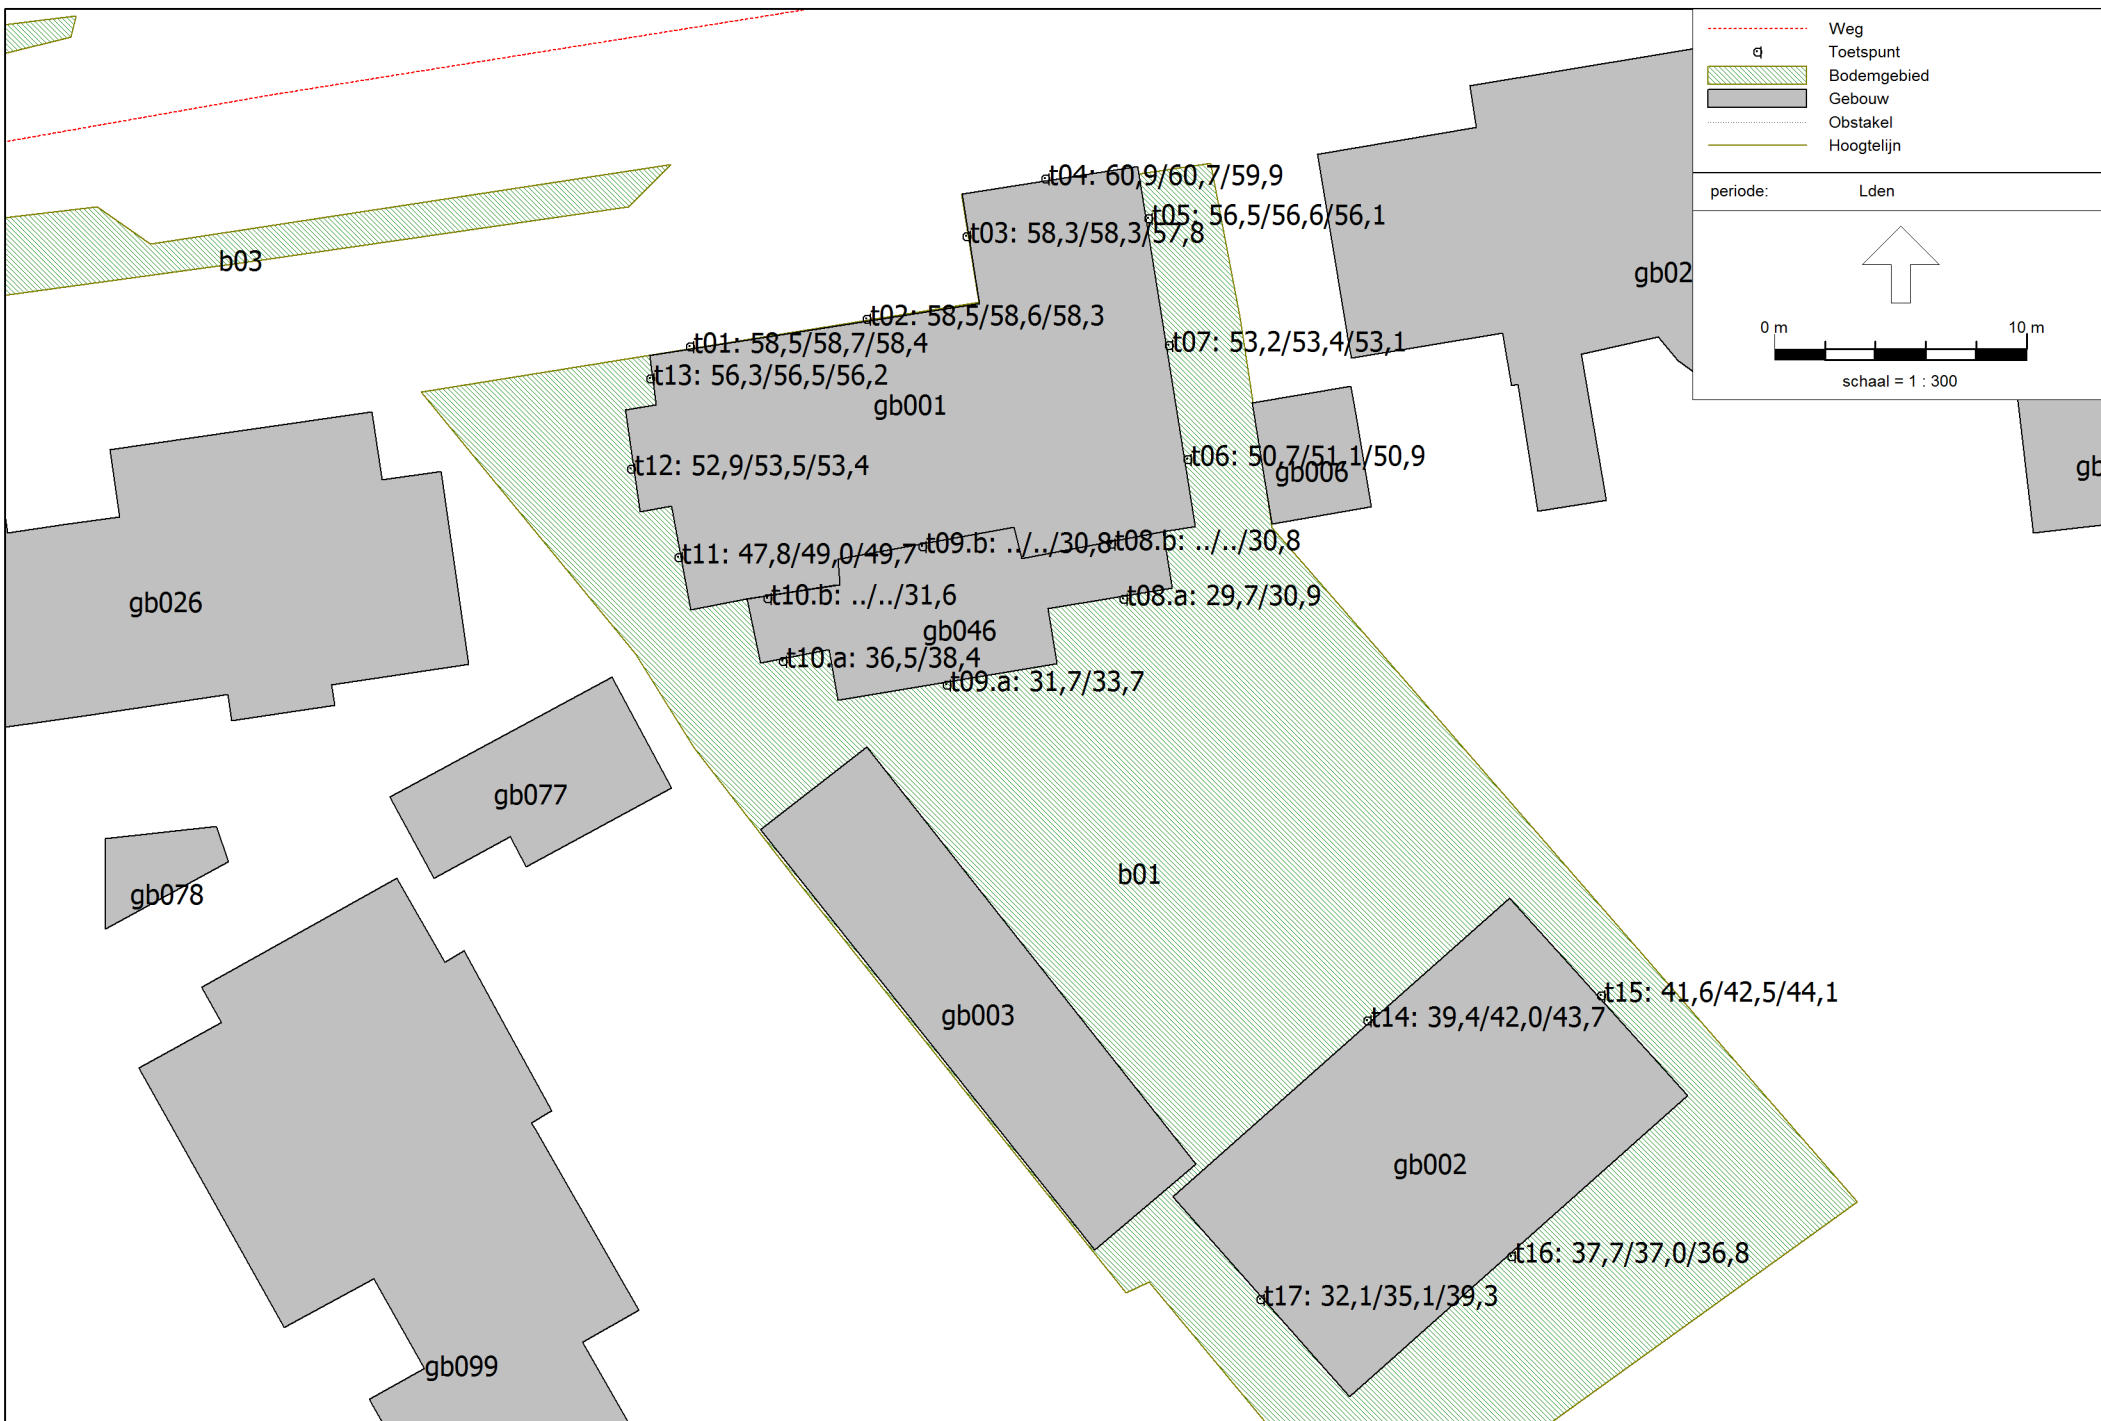 Weg
Toetspunt
Bodemgebied
Gebouw
Obstakel
Hoogtelijn
periode: Lden
0 m 10 m
schaal = 1 : 300
t04: 60,9/60,7/59,9
t05: 56,5/56,6/56,1
t03: 58,3/58,3/57,8
b03
gb02
t02: 58,5/58,6/58,3
t01: 58,5/58,7/58,4
t07: 53,2/53,4/53,1
t13: 56,3/56,5/56,2
gb001
t12: 52,9/53,5/53,4
t06: 50,7/51,1/50,9
gb006
gb
t11: 47,8/49,0/49,7
t09.b: ../../30,8
t08.b: ../../30,8
t10.b: ../../31,6
t08.a: 29,7/30,9
gb026
gb046
t10.a: 36,5/38,4
t09.a: 31,7/33,7
gb077
b01
gb078
t15: 41,6/42,5/44,1
gb003
t14: 39,4/42,0/43,7
gb002
t16: 37,7/37,0/36,8
t17: 32,1/35,1/39,3
gb099